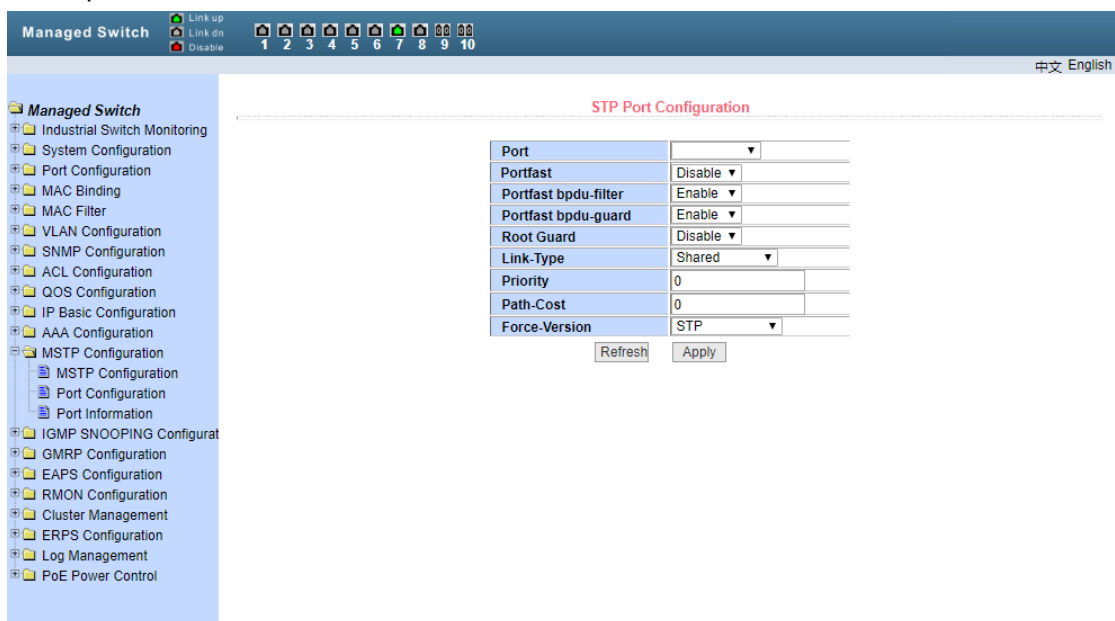 Managed Switch
Link up
Link dn
Disable
1 2 3 4 5 6 7 8 9 10
中文 English
Managed Switch
Industrial Switch Monitoring
System Configuration
Port Configuration
MAC Binding
MAC Filter
VLAN Configuration
SNMP Configuration
ACL Configuration
QOS Configuration
IP Basic Configuration
AAA Configuration
MSTP Configuration
MSTP Configuration
Port Configuration
Port Information
IGMP SNOOPING Configurat
GMRP Configuration
EAPS Configuration
RMON Configuration
Cluster Management
ERPS Configuration
Log Management
PoE Power Control
STP Port Configuration
Port
Portfast Disable
Portfast bpdu-filter Enable
Portfast bpdu-guard Enable
Root Guard Disable
Link-Type Shared
Priority 0
Path-Cost 0
Force-Version STP
Refresh Apply